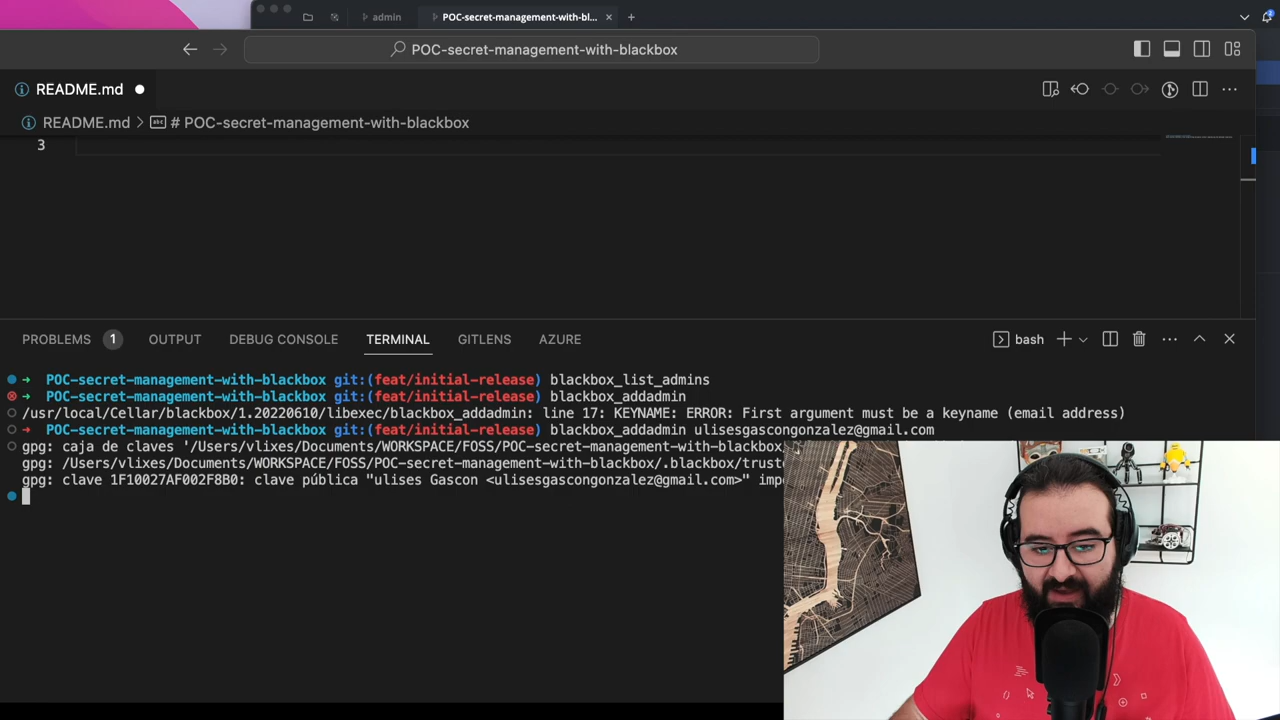 admin
POC-secret-management-with-bl...
POC-secret-management-with-blackbox
README.md
README.md > # POC-secret-management-with-blackbox
3
PROBLEMS 1 OUTPUT DEBUG CONSOLE TERMINAL GITLENS AZURE bash
POC-secret-management-with-blackbox git:(feat/initial-release) blackbox_list_admins
POC-secret-management-with-blackbox git:(feat/initial-release) blackbox_addadmin
/usr/local/Cellar/blackbox/1.20220610/libexec/blackbox_addadmin: line 17: KEYNAME: ERROR: First argument must be a keyname (email address)
POC-secret-management-with-blackbox git:(feat/initial-release) blackbox_addadmin ulisesgascongonzalez@gmail.com
gpg: caja de claves '/Users/vlixes/Documents/WORKSPACE/FOSS/POC-secret-management-with-blackbox/
gpg: /Users/vlixes/Documents/WORKSPACE/FOSS/POC-secret-management-with-blackbox/.blackbox/trust
gpg: clave 1F10027AF002F8B0: clave pública "ulises Gascon <ulisesgascongonzalez@gmail.com>" imp